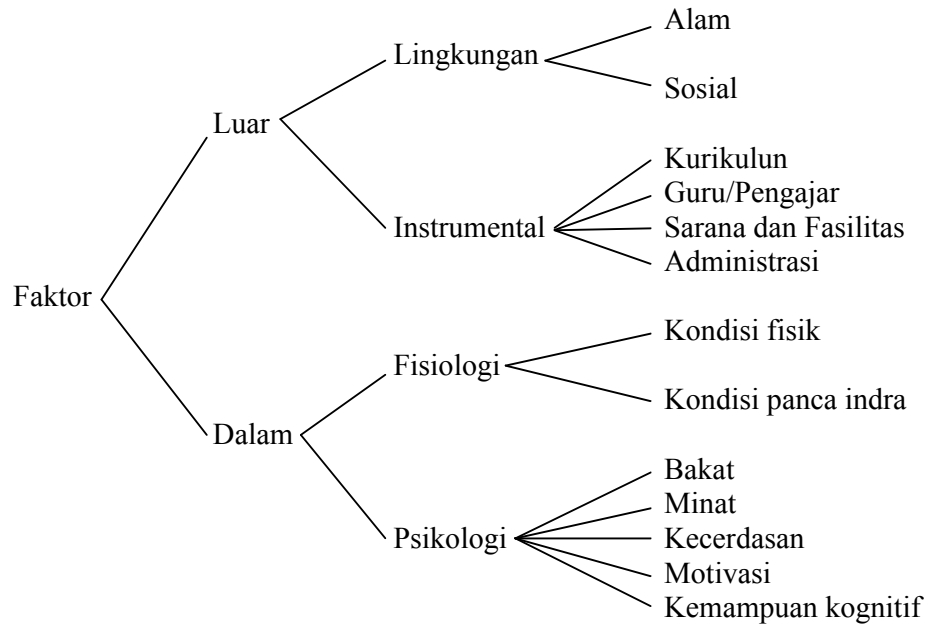 Faktor
Luar
Lingkungan
Alam
Sosial
Instrumental
Kurikulun
Guru/Pengajar
Sarana dan Fasilitas
Administrasi
Dalam
Fisiologi
Kondisi fisik
Kondisi panca indra
Psikologi
Bakat
Minat
Kecerdasan
Motivasi
Kemampuan kognitif